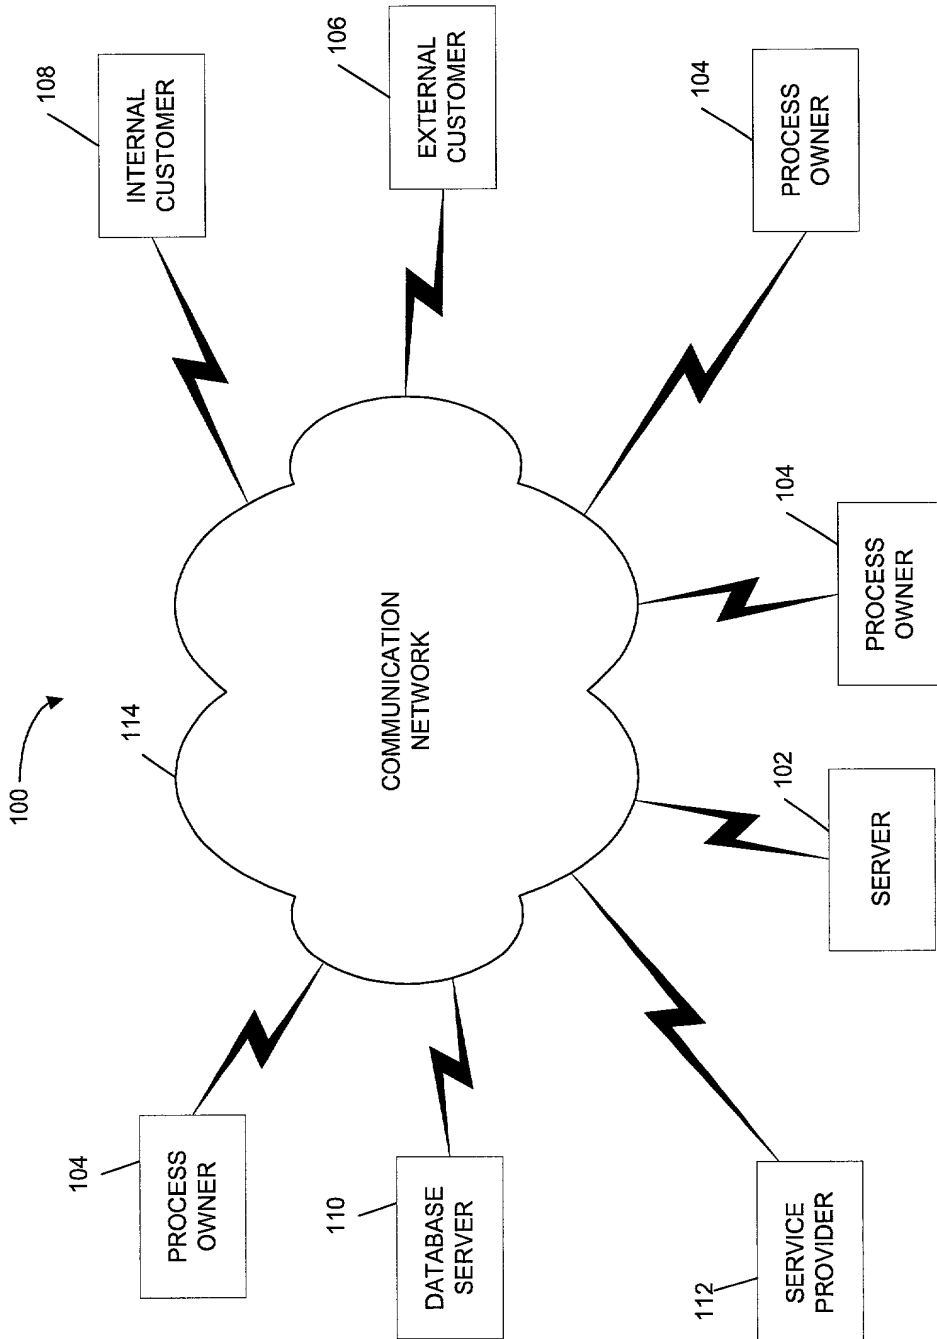 100
114
COMMUNICATION
NETWORK
104
PROCESS
OWNER
110
DATABASE
SERVER
112
SERVICE
PROVIDER
102
SERVER
104
PROCESS
OWNER
104
PROCESS
OWNER
106
EXTERNAL
CUSTOMER
108
INTERNAL
CUSTOMER